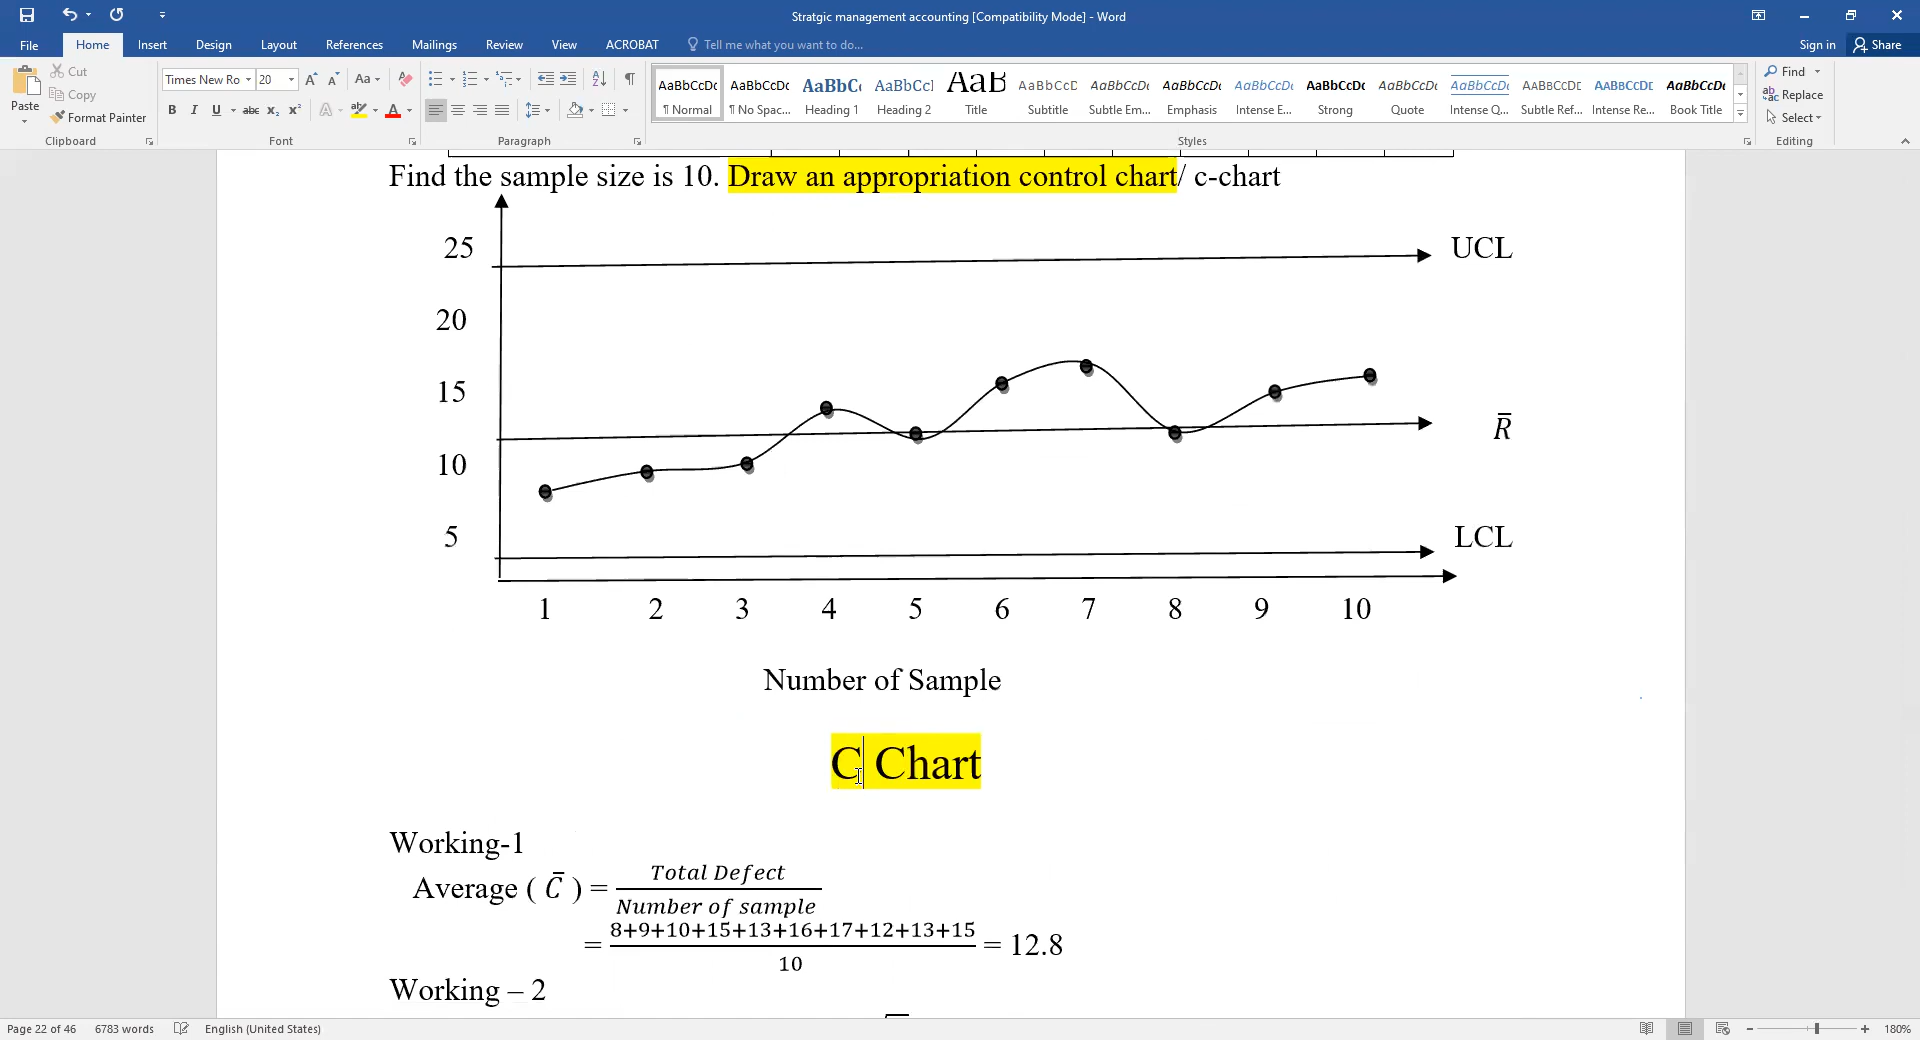 Stratgic management accounting [Compatibility Mode] - Word
File Home Insert Design Layout References Mailings Review View ACROBAT Tell me what you want to do... Sign in Share
Paste Cut Copy Format Painter
Times New Ro 20 Aa
B I U abc x₂ x² A ab A
AaBbCcDc AaBbCcDc AaBbCc AaBbCcI AaB AaBbCcD AaBbCcDc AaBbCcDc AaBbCcDc AaBbCcDc AaBbCcDc AaBbCcDc AABBCCDC AABBCCDE AaBbCcDc
¶ Normal ¶ No Spac... Heading 1 Heading 2 Title Subtitle Subtle Em... Emphasis Intense E... Strong Quote Intense Q... Subtle Ref... Intense Re... Book Title
Find Replace Select
Clipboard Font Paragraph Styles Editing
Find the sample size is 10. Draw an appropriation control chart/ c-chart
25 UCL
20
15
R̄
10
5 LCL
1 2 3 4 5 6 7 8 9 10
Number of Sample
C Chart
Working-1
Average ( C̄ ) = Total Defect / Number of sample
= 8+9+10+15+13+16+17+12+13+15 / 10 = 12.8
Working – 2
Page 22 of 46 6783 words English (United States) 180%